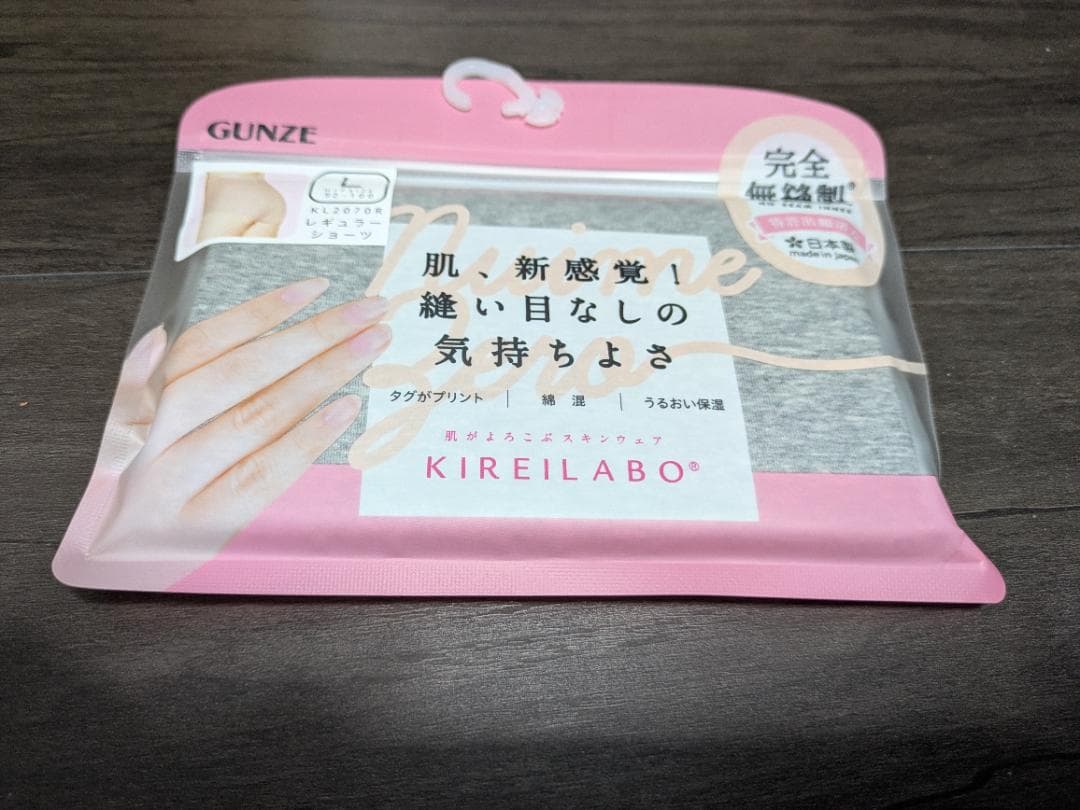 GUNZE
L
92-100
KL2070R
レギュラー
ショーツ
完全
無縫製®
日本製
made in japan
Nuime
Zero
肌、新感覚!
縫い目なしの
気持ちよさ
タグがプリント | 綿混 | うるおい保湿
肌がよろこぶスキンウェア
KIREILABO®